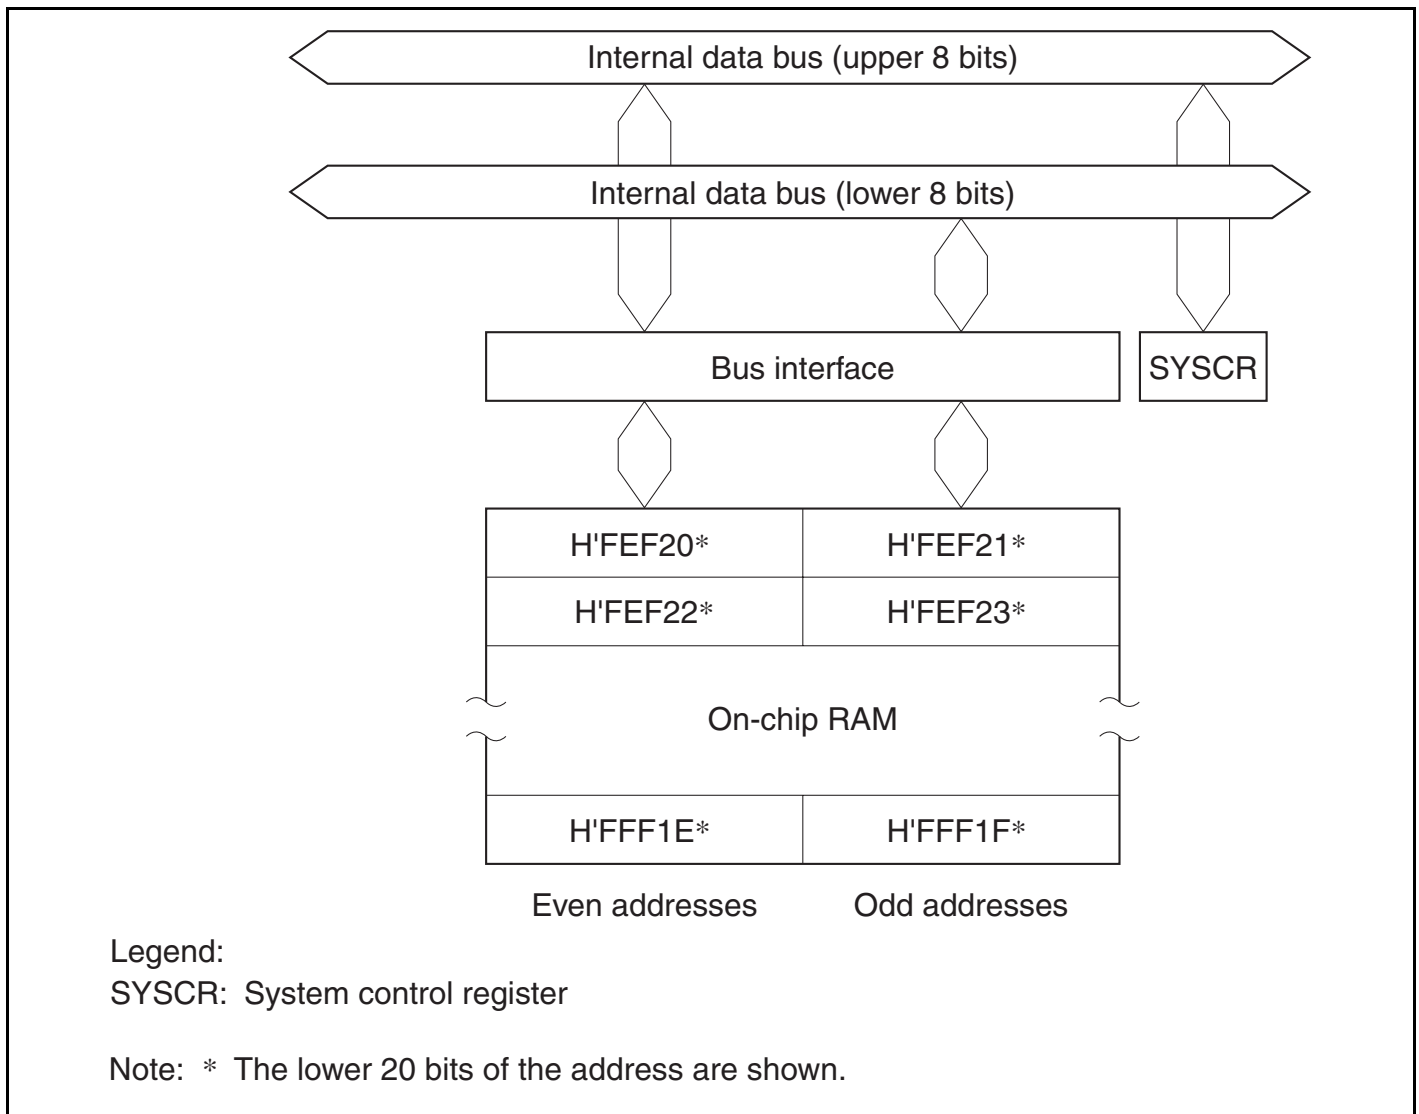 Internal data bus (upper 8 bits)
Internal data bus (lower 8 bits)
Bus interface
SYSCR
H'FEF20*
H'FEF21*
H'FEF22*
H'FEF23*
On-chip RAM
H'FFF1E*
H'FFF1F*
Even addresses
Odd addresses
Legend:
SYSCR: System control register
Note: * The lower 20 bits of the address are shown.